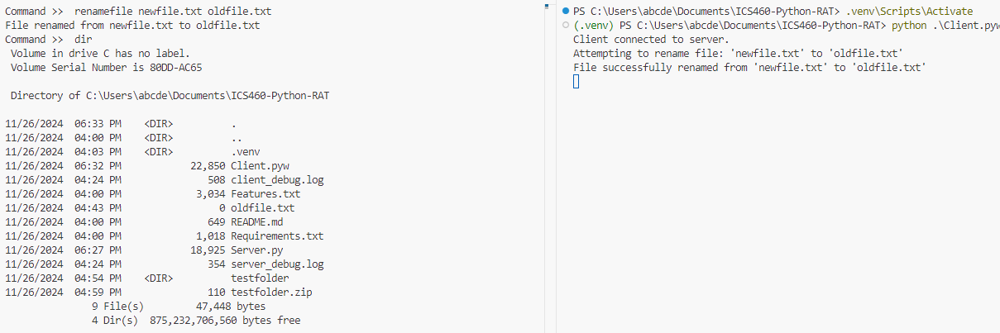 Command >>  renamefile newfile.txt oldfile.txt
File renamed from newfile.txt to oldfile.txt
Command >>  dir
 Volume in drive C has no label.
 Volume Serial Number is 80DD-AC65
 Directory of C:\Users\abcde\Documents\ICS460-Python-RAT
11/26/2024  06:33 PM    <DIR>          .
11/26/2024  04:00 PM    <DIR>          ..
11/26/2024  04:03 PM    <DIR>          .venv
11/26/2024  06:32 PM            22,850 Client.pyw
11/26/2024  04:24 PM               508 client_debug.log
11/26/2024  04:00 PM             3,034 Features.txt
11/26/2024  04:43 PM                 0 oldfile.txt
11/26/2024  04:00 PM               649 README.md
11/26/2024  04:00 PM             1,018 Requirements.txt
11/26/2024  06:27 PM            18,925 Server.py
11/26/2024  04:24 PM               354 server_debug.log
11/26/2024  04:54 PM    <DIR>          testfolder
11/26/2024  04:59 PM               110 testfolder.zip
               9 File(s)         47,448 bytes
               4 Dir(s)  875,232,706,560 bytes free
PS C:\Users\abcde\Documents\ICS460-Python-RAT> .venv\Scripts\Activate
(.venv) PS C:\Users\abcde\Documents\ICS460-Python-RAT> python .\Client.pyw
Client connected to server.
Attempting to rename file: 'newfile.txt' to 'oldfile.txt'
File successfully renamed from 'newfile.txt' to 'oldfile.txt'